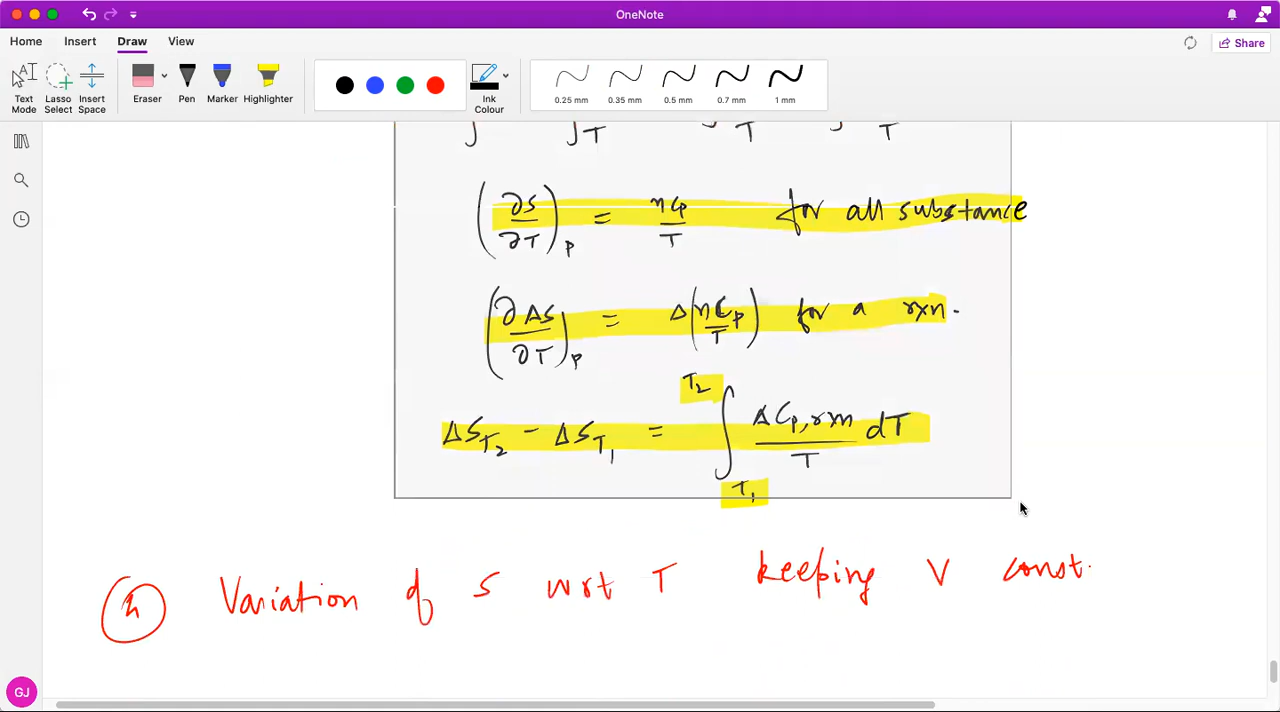 OneNote
Home Insert Draw View
Share
Text Mode
Lasso Select
Insert Space
Eraser
Pen
Marker
Highlighter
Ink Colour
0.25 mm 0.35 mm 0.5 mm 0.7 mm 1 mm
∫ ∫T ∫T ∫T
(∂S/∂T)p = nCp/T for all substance
(∂ΔS/∂T)p = Δ(nCp/T) for a rxn.
ΔS_T2 - ΔS_T1 = ∫_T1^T2 ΔCp,rxn/T dT
Variation of S wrt T keeping V const.
GJ